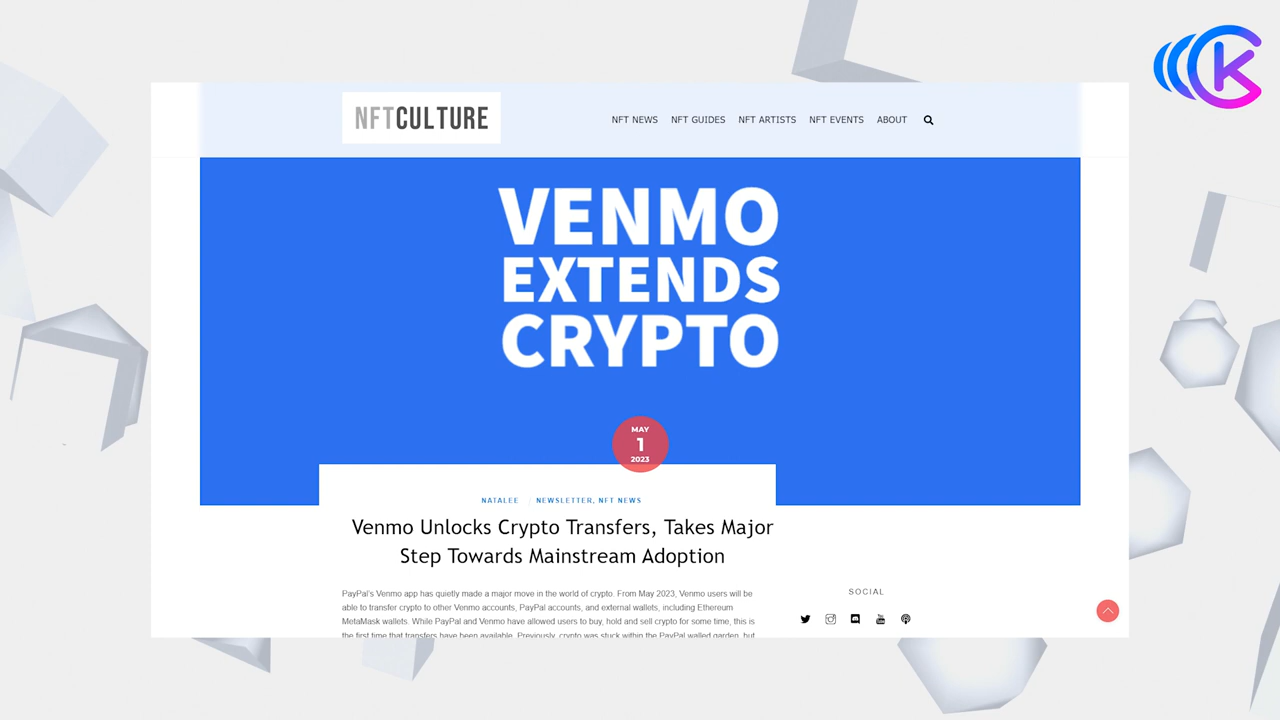 NFTCULTURE
NFT NEWS NFT GUIDES NFT ARTISTS NFT EVENTS ABOUT
VENMO
EXTENDS
CRYPTO
MAY
1
2023
NATALEE / NEWSLETTER, NFT NEWS
Venmo Unlocks Crypto Transfers, Takes Major
Step Towards Mainstream Adoption
PayPal's Venmo app has quietly made a major move in the world of crypto. From May 2023, Venmo users will be
able to transfer crypto to other Venmo accounts, PayPal accounts, and external wallets, including Ethereum
MetaMask wallets. While PayPal and Venmo have allowed users to buy, hold and sell crypto for some time, this is
the first time that transfers have been available. Previously, crypto was stuck within the PayPal walled garden, but
SOCIAL